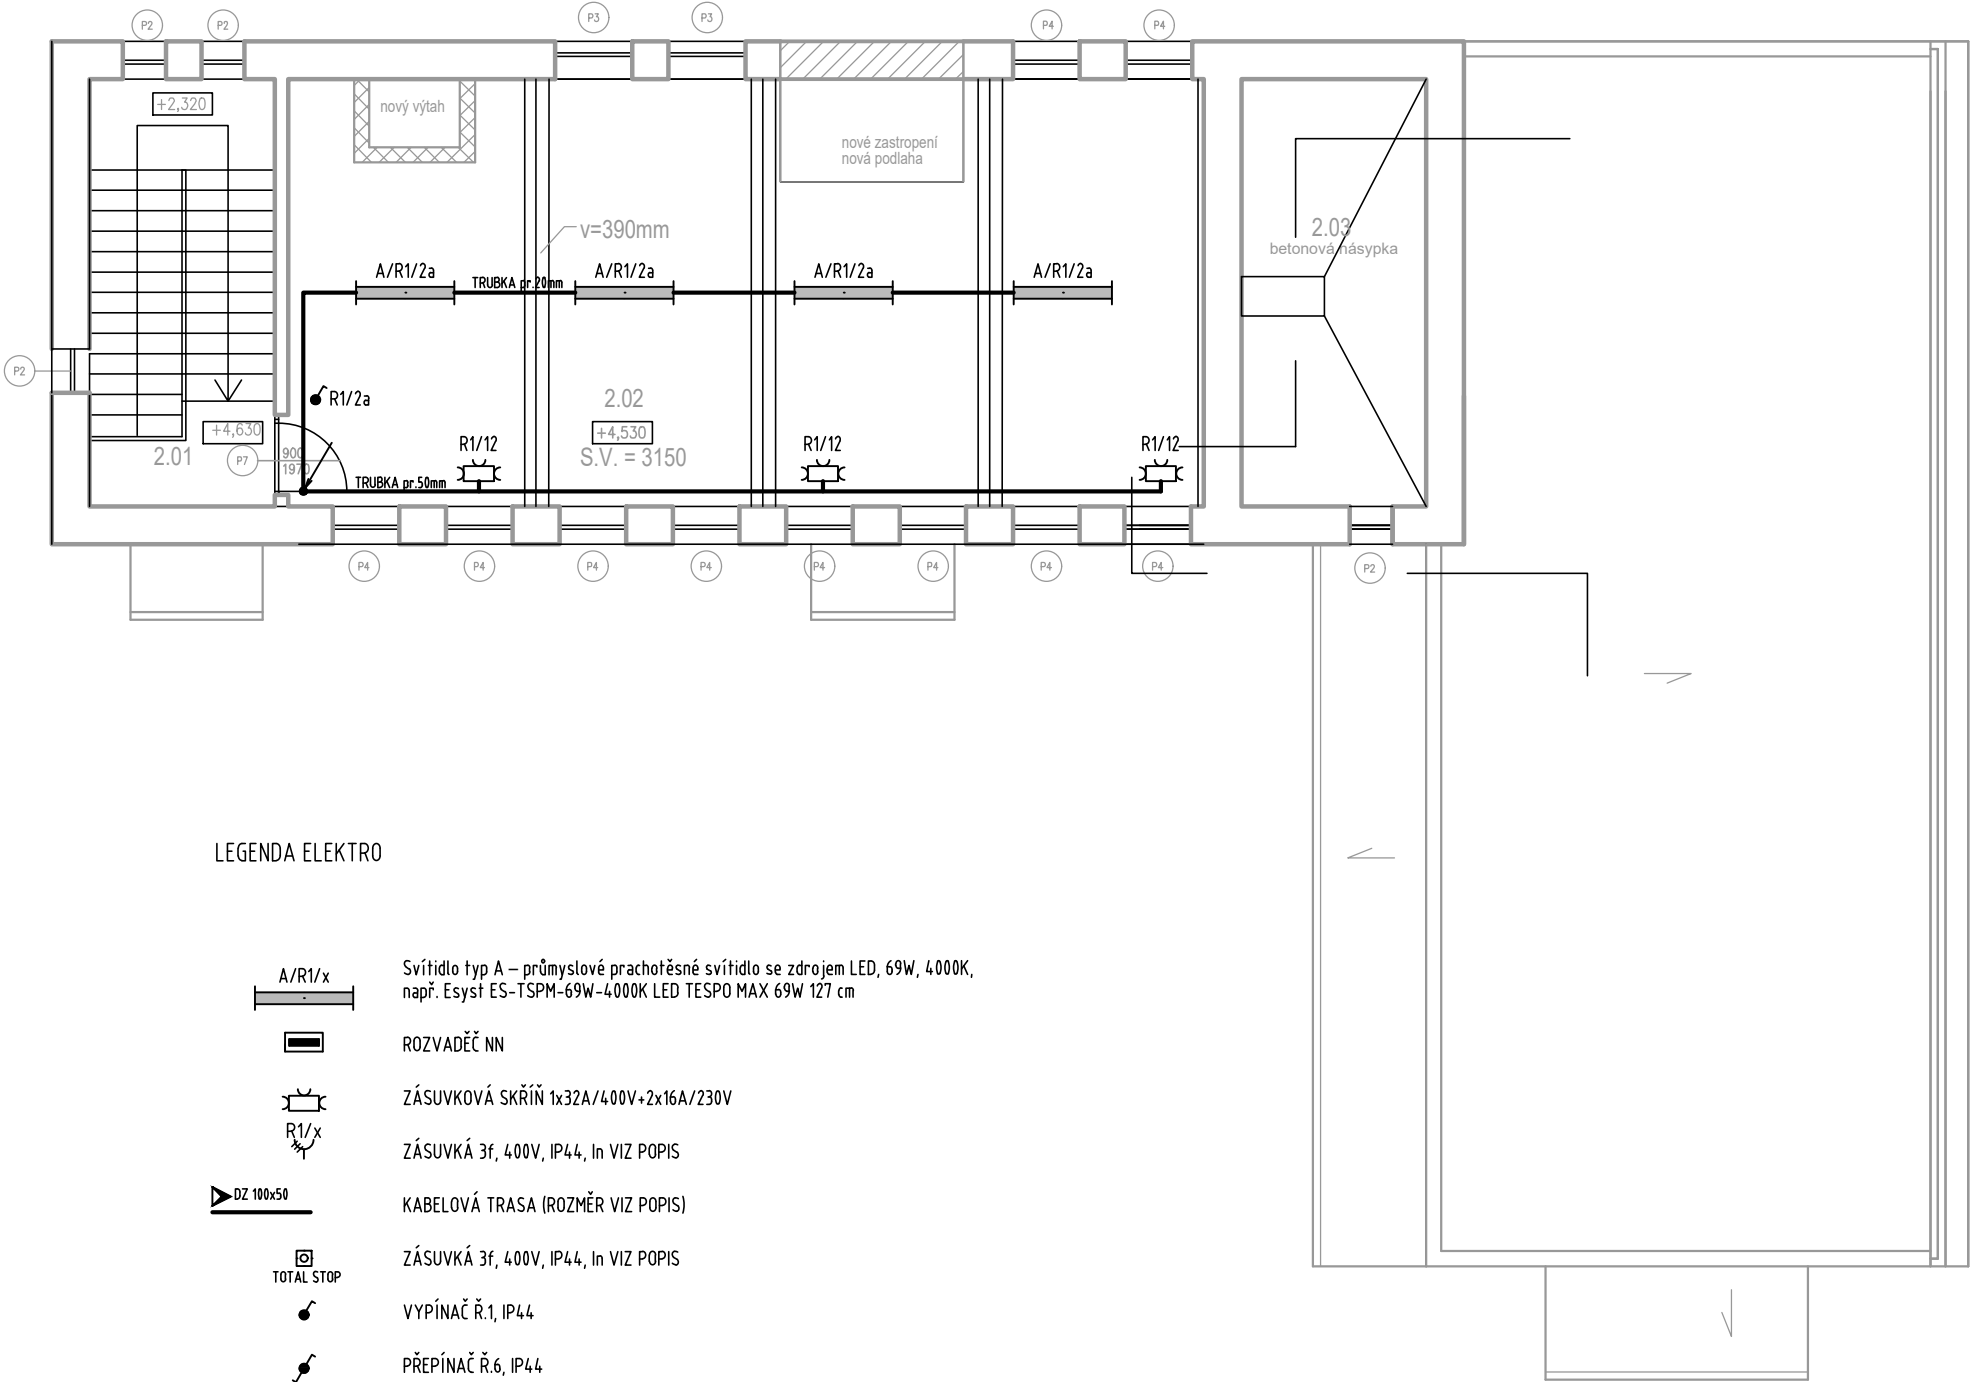 P2
P2
P3
P3
P4
P4
+2,320
nový výtah
nové zastropení
nová podlaha
v=390mm
2.03
betonová násypka
A/R1/2a
TRUBKA pr.20mm
A/R1/2a
A/R1/2a
A/R1/2a
P2
R1/2a
2.02
+4,630
+4,530
2.01
P7
900
1970
R1/12
S.V. = 3150
R1/12
R1/12
TRUBKA pr.50mm
P4
P4
P4
P4
P4
P4
P4
P4
P2
LEGENDA ELEKTRO
A/R1/x
Svítidlo typ A – průmyslové prachotěsné svítidlo se zdrojem LED, 69W, 4000K,
např. Esyst ES-TSPM-69W-4000K LED TESPO MAX 69W 127 cm
ROZVADĚČ NN
ZÁSUVKOVÁ SKŘÍŇ 1x32A/400V+2x16A/230V
R1/x
ZÁSUVKÁ 3f, 400V, IP44, In VIZ POPIS
DZ 100x50
KABELOVÁ TRASA (ROZMĚR VIZ POPIS)
ZÁSUVKÁ 3f, 400V, IP44, In VIZ POPIS
TOTAL STOP
VYPÍNAČ Ř.1, IP44
PŘEPÍNAČ Ř.6, IP44